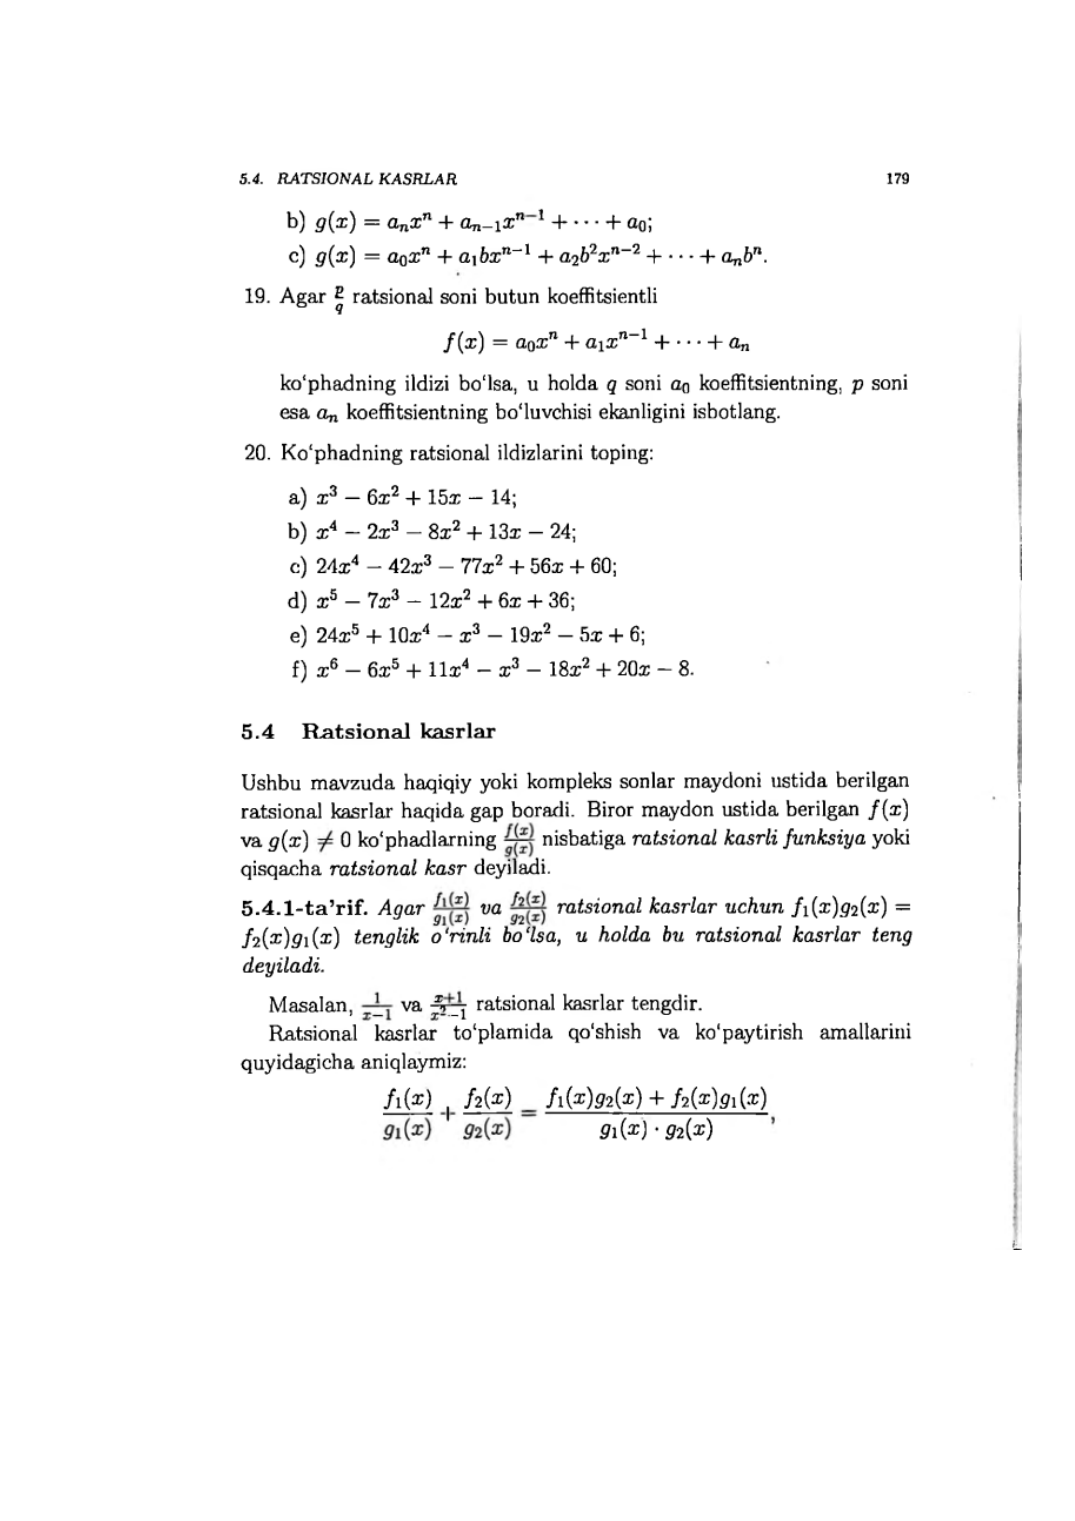 5.4. RATSIONAL KASRLAR 179
b) g(x) = aₙxⁿ + aₙ₋₁xⁿ⁻¹ + ··· + a₀;
c) g(x) = a₀xⁿ + a₁bxⁿ⁻¹ + a₂b²xⁿ⁻² + ··· + aₙbⁿ.
19. Agar p/q ratsional soni butun koeffitsientli
f(x) = a₀xⁿ + a₁xⁿ⁻¹ + ··· + aₙ
ko‘phadning ildizi bo‘lsa, u holda q soni a₀ koeffitsientning, p soni
esa aₙ koeffitsientning bo‘luvchisi ekanligini isbotlang.
20. Ko‘phadning ratsional ildizlarini toping:
a) x³ − 6x² + 15x − 14;
b) x⁴ − 2x³ − 8x² + 13x − 24;
c) 24x⁴ − 42x³ − 77x² + 56x + 60;
d) x⁵ − 7x³ − 12x² + 6x + 36;
e) 24x⁵ + 10x⁴ − x³ − 19x² − 5x + 6;
f) x⁶ − 6x⁵ + 11x⁴ − x³ − 18x² + 20x − 8.
5.4 Ratsional kasrlar
Ushbu mavzuda haqiqiy yoki kompleks sonlar maydoni ustida berilgan
ratsional kasrlar haqida gap boradi. Biror maydon ustida berilgan f(x)
va g(x) ≠ 0 ko‘phadlarning f(x)/g(x) nisbatiga ratsional kasrli funksiya yoki
qisqacha ratsional kasr deyiladi.
5.4.1-ta’rif. Agar f₁(x)/g₁(x) va f₂(x)/g₂(x) ratsional kasrlar uchun f₁(x)g₂(x) =
f₂(x)g₁(x) tenglik o‘rinli bo‘lsa, u holda bu ratsional kasrlar teng
deyiladi.
Masalan, 1/(x−1) va (x+1)/(x²−1) ratsional kasrlar tengdir.
Ratsional kasrlar to‘plamida qo‘shish va ko‘paytirish amallarini
quyidagicha aniqlaymiz:
f₁(x)/g₁(x) + f₂(x)/g₂(x) = (f₁(x)g₂(x) + f₂(x)g₁(x))/(g₁(x) · g₂(x)),